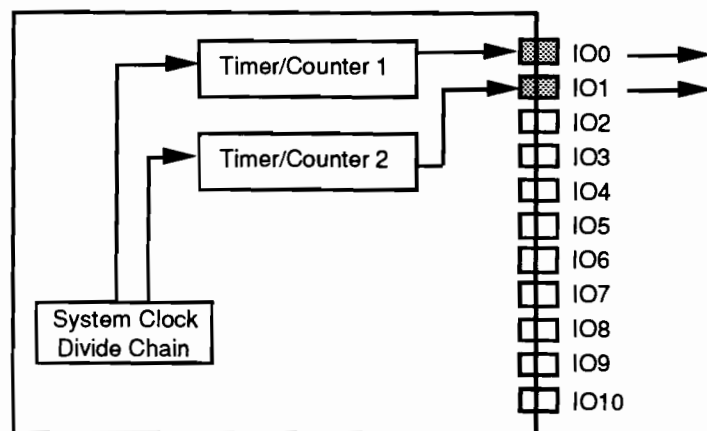 Timer/Counter 1
Timer/Counter 2
System Clock
Divide Chain
IO0
IO1
IO2
IO3
IO4
IO5
IO6
IO7
IO8
IO9
IO10